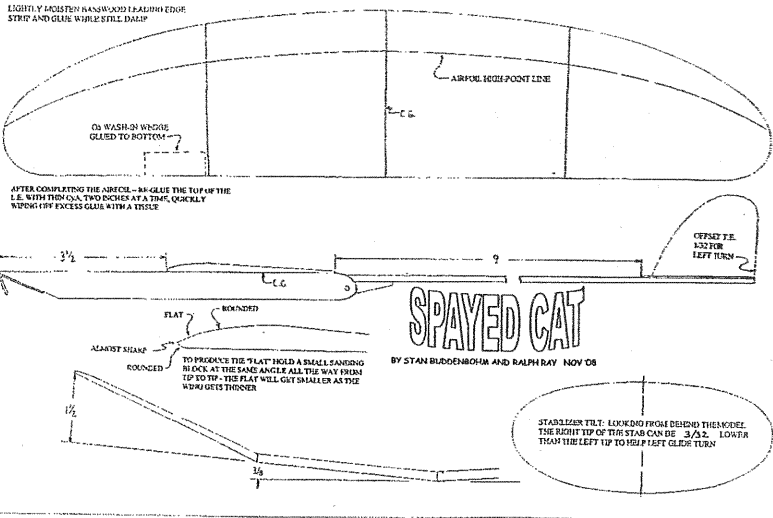 LIGHTLY MOISTEN BASSWOOD LEADING EDGE
STRIP AND GLUE WHILE STILL DAMP
AIRFOIL HIGH-POINT LINE
C.G.
WASH-IN WEDGE
GLUED TO BOTTOM
AFTER COMPLETING THE AIRFOIL – RE-GLUE THE TOP OF THE
L.E. WITH THIN CyA, TWO INCHES AT A TIME, QUICKLY
WIPING OFF EXCESS GLUE WITH A TISSUE
OFFSET T.E.
1/32 FOR
LEFT TURN
3 1/2
9
C.G
FLAT
ROUNDED
ALMOST SHARP
ROUNDED
TO PRODUCE THE "FLAT" HOLD A SMALL SANDING
BLOCK AT THE SAME ANGLE ALL THE WAY FROM
TIP TO TIP - THE FLAT WILL GET SMALLER AS THE
WING GETS THINNER
SPAYED CAT
BY STAN BUDDENBOHM AND RALPH RAY NOV '08
1 1/2
3/8
STABILIZER TILT: LOOKING FROM BEHIND THE MODEL
THE RIGHT TIP OF THE STAB CAN BE 3/32 LOWER
THAN THE LEFT TIP TO HELP LEFT GLIDE TURN